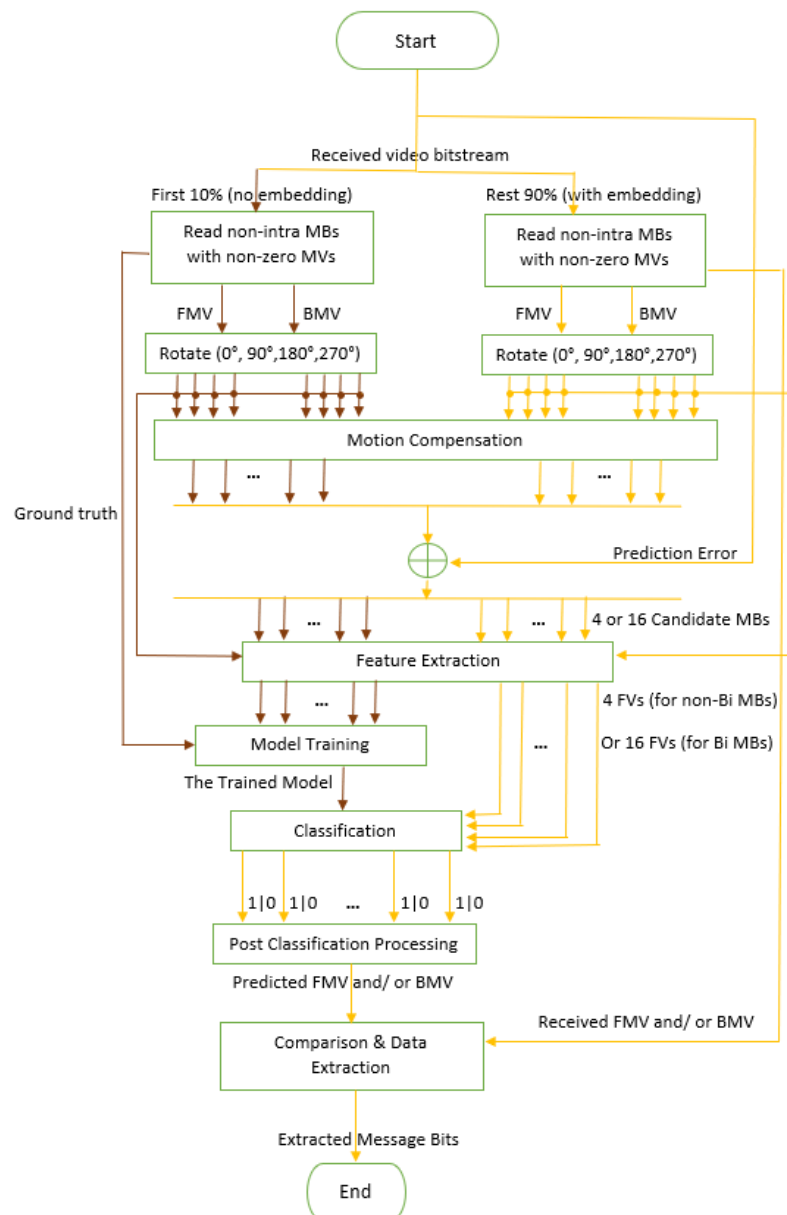 Start
Received video bitstream
First 10% (no embedding)
Rest 90% (with embedding)
Read non-intra MBs
with non-zero MVs
Read non-intra MBs
with non-zero MVs
FMV
BMV
FMV
BMV
Rotate (0°, 90°,180°,270°)
Rotate (0°, 90°,180°,270°)
Motion Compensation
...
...
Ground truth
Prediction Error
...
...
4 or 16 Candidate MBs
Feature Extraction
...
4 FVs (for non-Bi MBs)
Model Training
...
Or 16 FVs (for Bi MBs)
The Trained Model
Classification
1|0
1|0
...
1|0
1|0
Post Classification Processing
Predicted FMV and/ or BMV
Received FMV and/ or BMV
Comparison & Data
Extraction
Extracted Message Bits
End